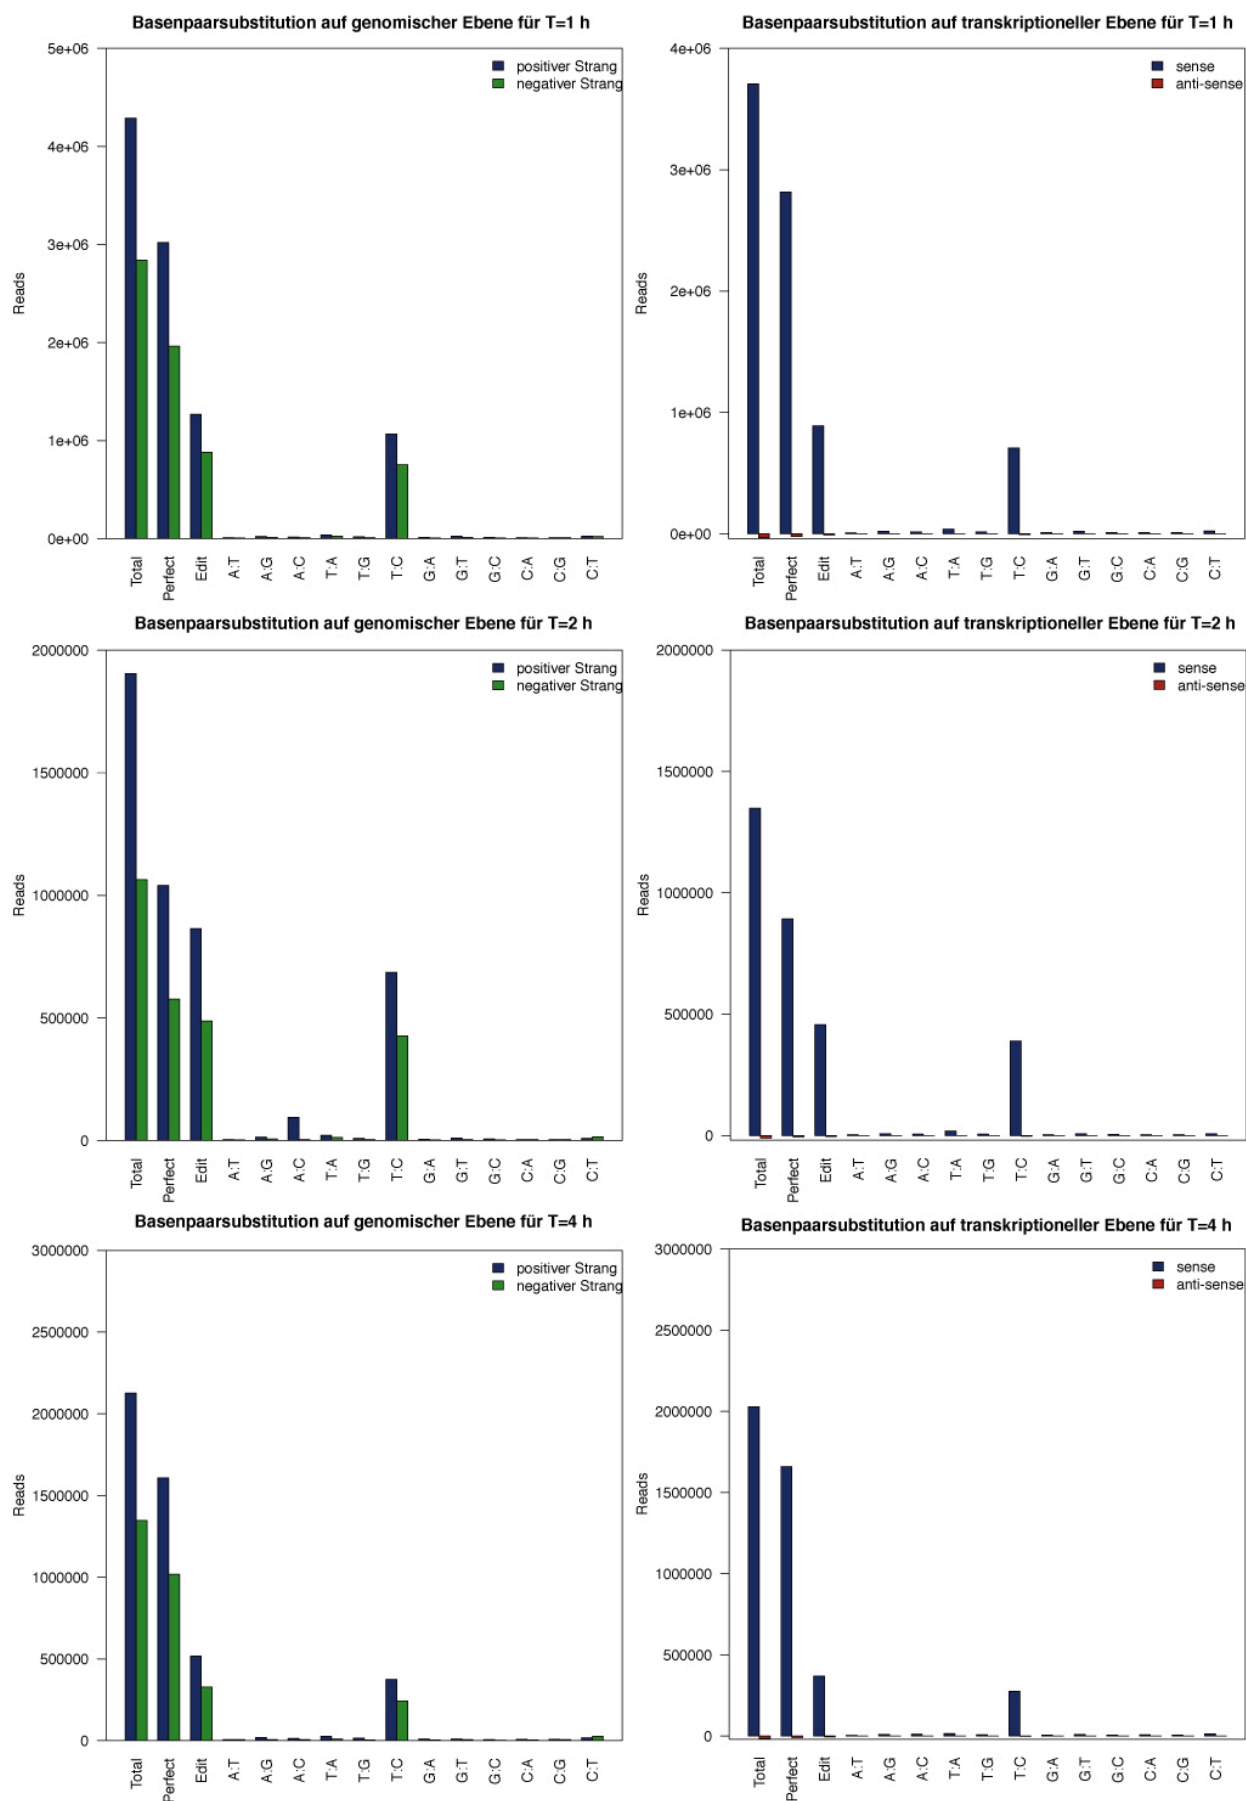 Basenpaarsubstitution auf genomischer Ebene für T=1 h
5e+06
4e+06
3e+06
2e+06
1e+06
0e+00
Reads
positiver Strang
negativer Strang
Total
Perfect
Edit
A:T
A:G
A:C
T:A
T:G
T:C
G:A
G:T
G:C
C:A
C:G
C:T
Basenpaarsubstitution auf transkriptioneller Ebene für T=1 h
4e+06
3e+06
2e+06
1e+06
0e+00
Reads
sense
anti-sense
Total
Perfect
Edit
A:T
A:G
A:C
T:A
T:G
T:C
G:A
G:T
G:C
C:A
C:G
C:T
Basenpaarsubstitution auf genomischer Ebene für T=2 h
2000000
1500000
1000000
500000
0
Reads
positiver Strang
negativer Strang
Total
Perfect
Edit
A:T
A:G
A:C
T:A
T:G
T:C
G:A
G:T
G:C
C:A
C:G
C:T
Basenpaarsubstitution auf transkriptioneller Ebene für T=2 h
2000000
1500000
1000000
500000
0
Reads
sense
anti-sense
Total
Perfect
Edit
A:T
A:G
A:C
T:A
T:G
T:C
G:A
G:T
G:C
C:A
C:G
C:T
Basenpaarsubstitution auf genomischer Ebene für T=4 h
3000000
2500000
2000000
1500000
1000000
500000
0
Reads
positiver Strang
negativer Strang
Total
Perfect
Edit
A:T
A:G
A:C
T:A
T:G
T:C
G:A
G:T
G:C
C:A
C:G
C:T
Basenpaarsubstitution auf transkriptioneller Ebene für T=4 h
3000000
2500000
2000000
1500000
1000000
500000
0
Reads
sense
anti-sense
Total
Perfect
Edit
A:T
A:G
A:C
T:A
T:G
T:C
G:A
G:T
G:C
C:A
C:G
C:T